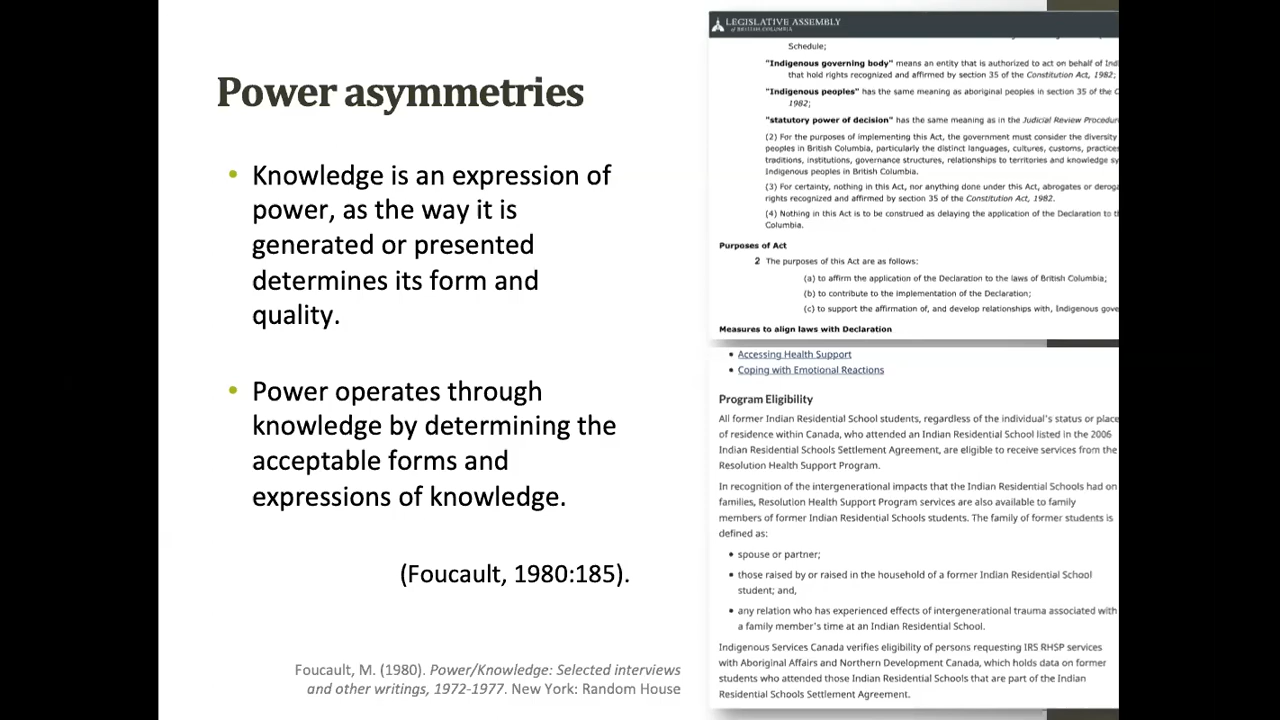 Power asymmetries
• Knowledge is an expression of
power, as the way it is
generated or presented
determines its form and
quality.
• Power operates through
knowledge by determining the
acceptable forms and
expressions of knowledge.
(Foucault, 1980:185).
Foucault, M. (1980). Power/Knowledge: Selected interviews
and other writings, 1972-1977. New York: Random House
LEGISLATIVE ASSEMBLY
of BRITISH COLUMBIA
Schedule;
"Indigenous governing body" means an entity that is authorized to act on behalf of Ind
that hold rights recognized and affirmed by section 35 of the Constitution Act, 1982;
"Indigenous peoples" has the same meaning as aboriginal peoples in section 35 of the C
1982;
"statutory power of decision" has the same meaning as in the Judicial Review Procedur
(2) For the purposes of implementing this Act, the government must consider the diversity
peoples in British Columbia, particularly the distinct languages, cultures, customs, practices
traditions, institutions, governance structures, relationships to territories and knowledge sy
Indigenous peoples in British Columbia.
(3) For certainty, nothing in this Act, nor anything done under this Act, abrogates or deroga
rights recognized and affirmed by section 35 of the Constitution Act, 1982.
(4) Nothing in this Act is to be construed as delaying the application of the Declaration to th
Columbia.
Purposes of Act
2 The purposes of this Act are as follows:
(a) to affirm the application of the Declaration to the laws of British Columbia;
(b) to contribute to the implementation of the Declaration;
(c) to support the affirmation of, and develop relationships with, Indigenous gove
Measures to align laws with Declaration
• Accessing Health Support
• Coping with Emotional Reactions
Program Eligibility
All former Indian Residential School students, regardless of the individual's status or place
of residence within Canada, who attended an Indian Residential School listed in the 2006
Indian Residential Schools Settlement Agreement, are eligible to receive services from the
Resolution Health Support Program.
In recognition of the intergenerational impacts that the Indian Residential Schools had on
families, Resolution Health Support Program services are also available to family
members of former Indian Residential Schools students. The family of former students is
defined as:
• spouse or partner;
• those raised by or raised in the household of a former Indian Residential School
student; and,
• any relation who has experienced effects of intergenerational trauma associated with
a family member's time at an Indian Residential School.
Indigenous Services Canada verifies eligibility of persons requesting IRS RHSP services
with Aboriginal Affairs and Northern Development Canada, which holds data on former
students who attended those Indian Residential Schools that are part of the Indian
Residential Schools Settlement Agreement.